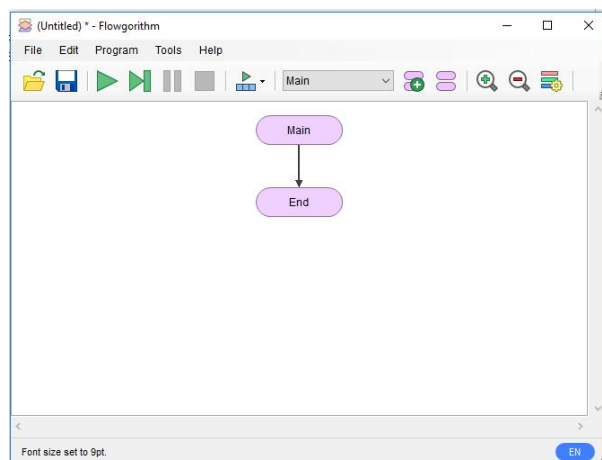 (Untitled) * - Flowgorithm
File Edit Program Tools Help
Main
Main
End
Font size set to 9pt.
EN